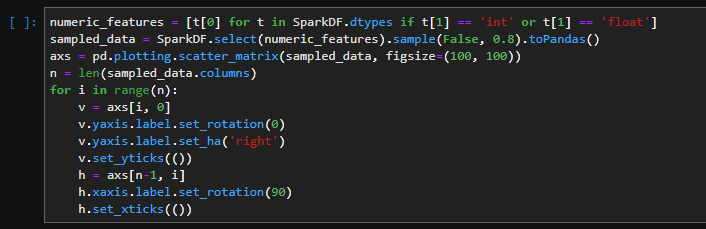 [ ]: numeric_features = [t[0] for t in SparkDF.dtypes if t[1] == 'int' or t[1] == 'float']
sampled_data = SparkDF.select(numeric_features).sample(False, 0.8).toPandas()
axs = pd.plotting.scatter_matrix(sampled_data, figsize=(100, 100))
n = len(sampled_data.columns)
for i in range(n):
    v = axs[i, 0]
    v.yaxis.label.set_rotation(0)
    v.yaxis.label.set_ha('right')
    v.set_yticks(())
    h = axs[n-1, i]
    h.xaxis.label.set_rotation(90)
    h.set_xticks(())